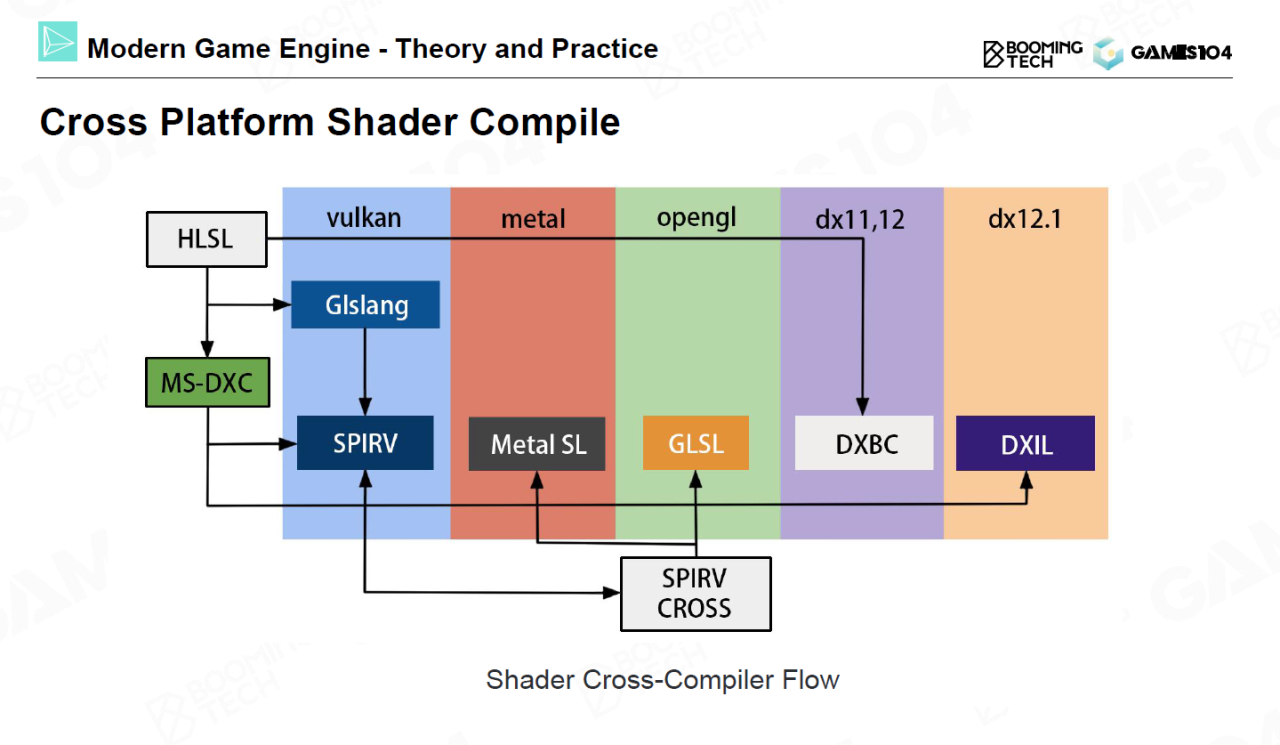 Modern Game Engine - Theory and Practice
BOOMING
TECH
GAMES104
Cross Platform Shader Compile
vulkan
metal
opengl
dx11,12
dx12.1
HLSL
Glslang
MS-DXC
SPIRV
Metal SL
GLSL
DXBC
DXIL
SPIRV
CROSS
Shader Cross-Compiler Flow